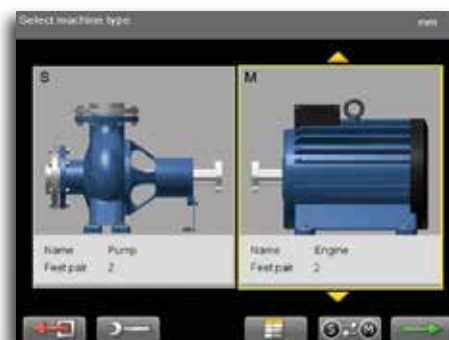 Select machine type
mm
S
Name Pump
Feet pair 2
M
Name Engine
Feet pair 2
S M